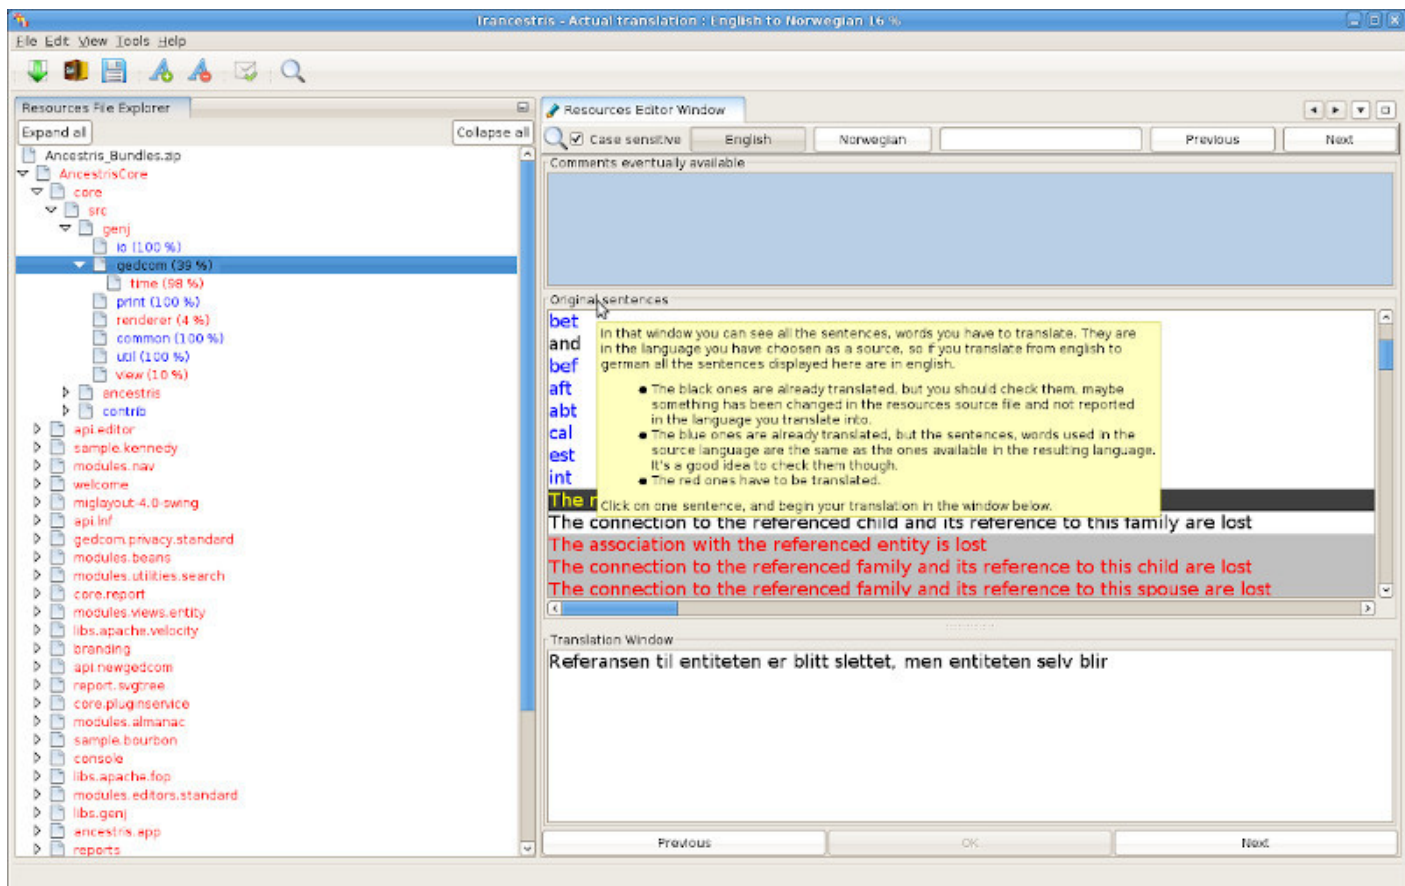 Trancestris - Actual translation : English to Norwegian 16 %
File Edit View Tools Help
Resources File Explorer
Expand all Collapse all
Ancestris_Bundles.zip
AncestrisCore
core
src
genj
io (100 %)
gedcom (39 %)
time (98 %)
print (100 %)
renderer (4 %)
common (100 %)
util (100 %)
view (10 %)
ancestris
contrib
api.editor
sample.kennedy
modules.nav
welcome
miglayout-4.0-swing
api.lnf
gedcom.privacy.standard
modules.beans
modules.utilities.search
core.report
modules.views.entity
libs.apache.velocity
branding
api.newgedcom
report.svgtree
core.pluginservice
modules.almanac
sample.bourbon
console
libs.apache.fop
modules.editors.standard
libs.genj
ancestris.app
reports
Resources Editor Window
Case sensitive English Norwegian Previous Next
Comments eventually available
Original sentences
bet
and
bef
aft
abt
cal
est
int
The r
In that window you can see all the sentences, words you have to translate. They are
in the language you have choosen as a source, so if you translate from english to
german all the sentences displayed here are in english.
• The black ones are already translated, but you should check them, maybe
something has been changed in the resources source file and not reported
in the language you translate into.
• The blue ones are already translated, but the sentences, words used in the
source language are the same as the ones available in the resulting language.
It's a good idea to check them though.
• The red ones have to be translated.
Click on one sentence, and begin your translation in the window below.
The connection to the referenced child and its reference to this family are lost
The association with the referenced entity is lost
The connection to the referenced family and its reference to this child are lost
The connection to the referenced family and its reference to this spouse are lost
Translation Window
Referansen til entiteten er blitt slettet, men entiteten selv blir
Previous OK Next